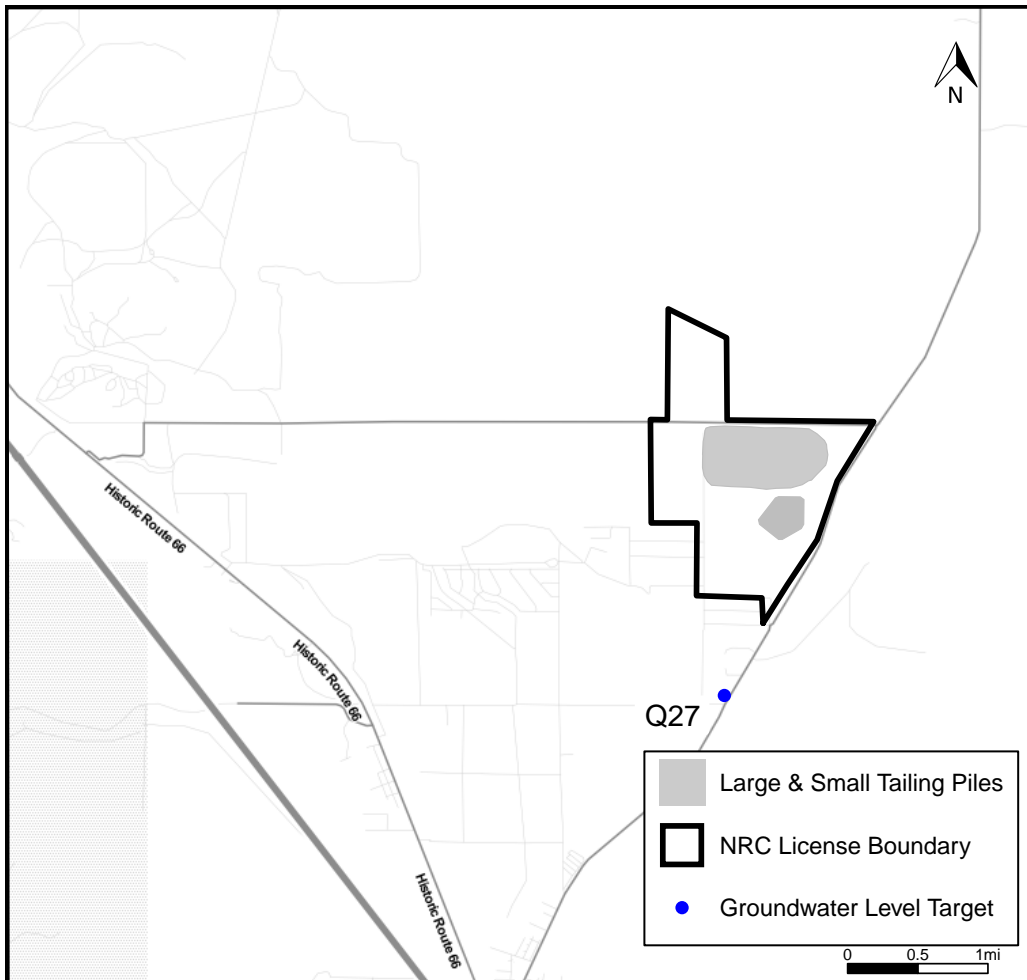 N
Historic Route 66
Historic Route 66
Q27
Large & Small Tailing Piles
NRC License Boundary
Historic Route 66
Groundwater Level Target
0 0.5 1mi